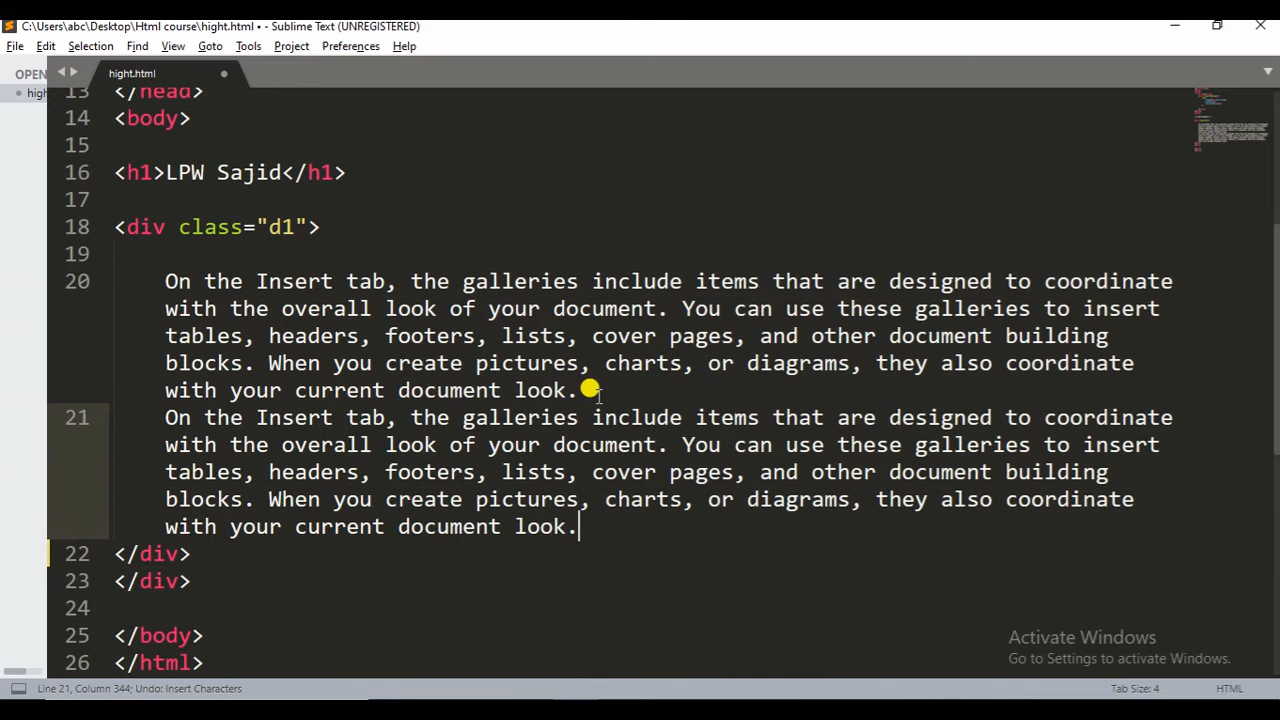 C:\Users\abc\Desktop\Html course\hight.html • - Sublime Text (UNREGISTERED)
File Edit Selection Find View Goto Tools Project Preferences Help
OPEN hight.html
high
13 </head>
14 <body>
15
16 <h1>LPW Sajid</h1>
17
18 <div class="d1">
19
20 On the Insert tab, the galleries include items that are designed to coordinate
with the overall look of your document. You can use these galleries to insert
tables, headers, footers, lists, cover pages, and other document building
blocks. When you create pictures, charts, or diagrams, they also coordinate
with your current document look.
21 On the Insert tab, the galleries include items that are designed to coordinate
with the overall look of your document. You can use these galleries to insert
tables, headers, footers, lists, cover pages, and other document building
blocks. When you create pictures, charts, or diagrams, they also coordinate
with your current document look.
22 </div>
23 </div>
24
25 </body>
26 </html>
Activate Windows
Go to Settings to activate Windows.
Line 21, Column 344; Undo: Insert Characters Tab Size: 4 HTML